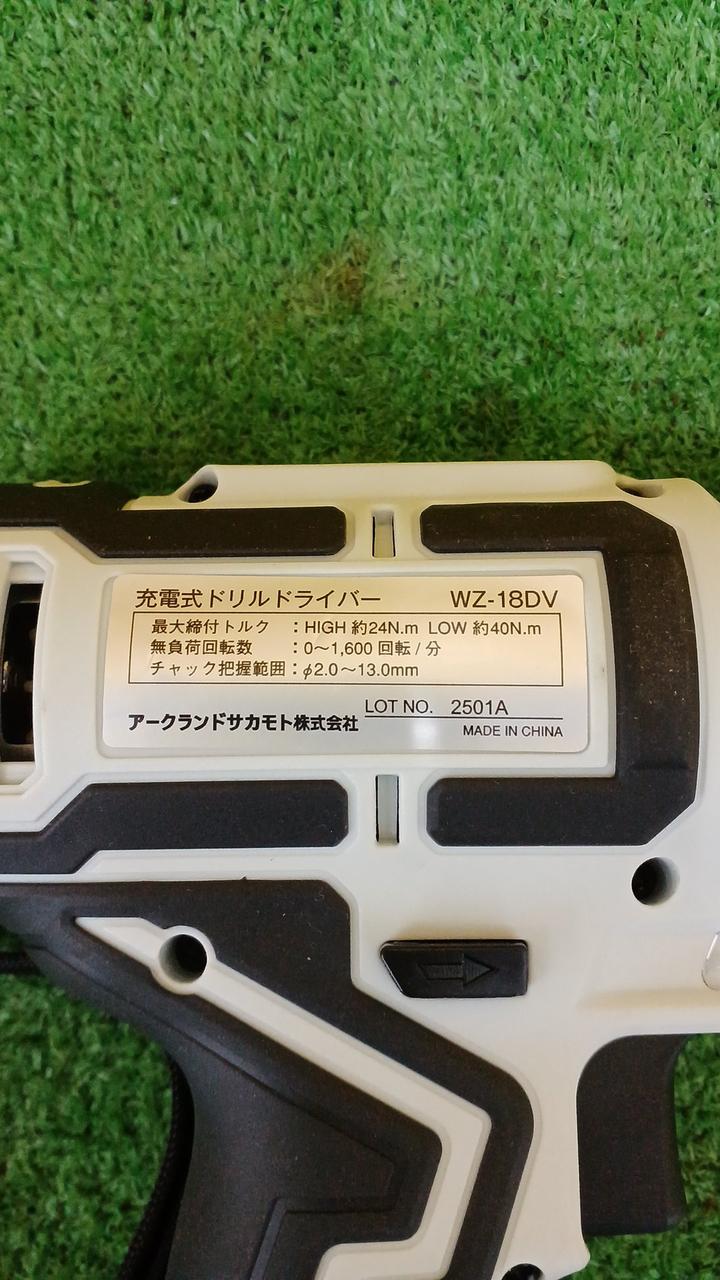 充電式ドリルドライバー WZ-18DV
最大締付トルク :HIGH 約24N.m LOW 約40N.m
無負荷回転数 :0〜1,600 回転 / 分
チャック把握範囲:φ2.0〜13.0mm
LOT NO. 2501A
アークランドサカモト株式会社
MADE IN CHINA